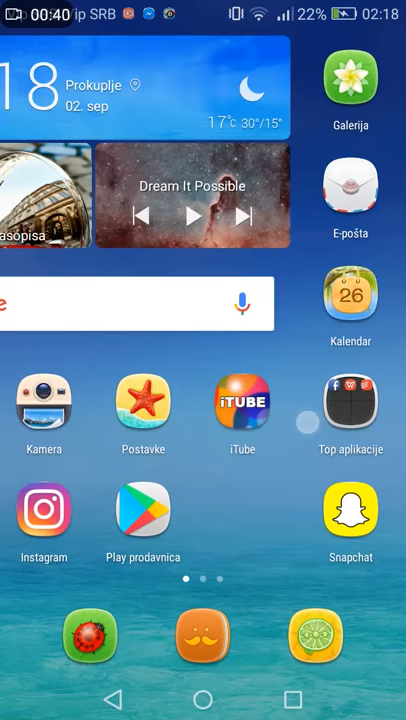 00:40 vip SRB 22% 02:18
18 Prokuplje
02. sep
17°c 30°/15°
Galerija
asopisa
Dream It Possible
E-pošta
e
26
Kalendar
iTUBE
Kamera
Postavke
iTube
Top aplikacije
Instagram
Play prodavnica
Snapchat